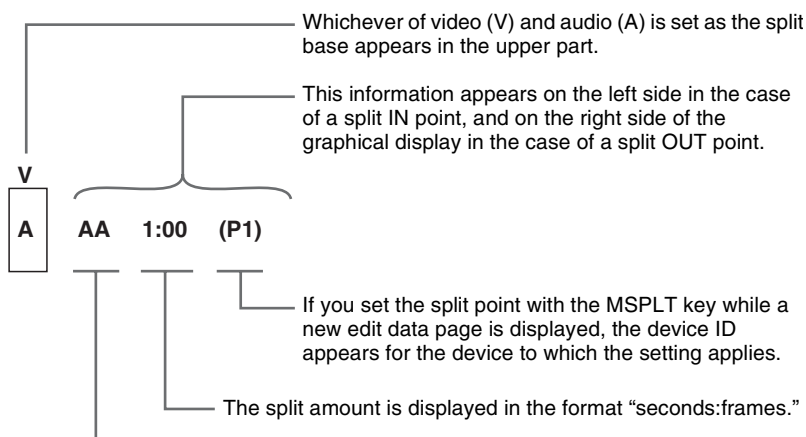 Whichever of video (V) and audio (A) is set as the split
base appears in the upper part.
This information appears on the left side in the case
of a split IN point, and on the right side of the
graphical display in the case of a split OUT point.
V
A AA 1:00 (P1)
If you set the split point with the MSPLT key while a
new edit data page is displayed, the device ID
appears for the device to which the setting applies.
The split amount is displayed in the format “seconds:frames.”